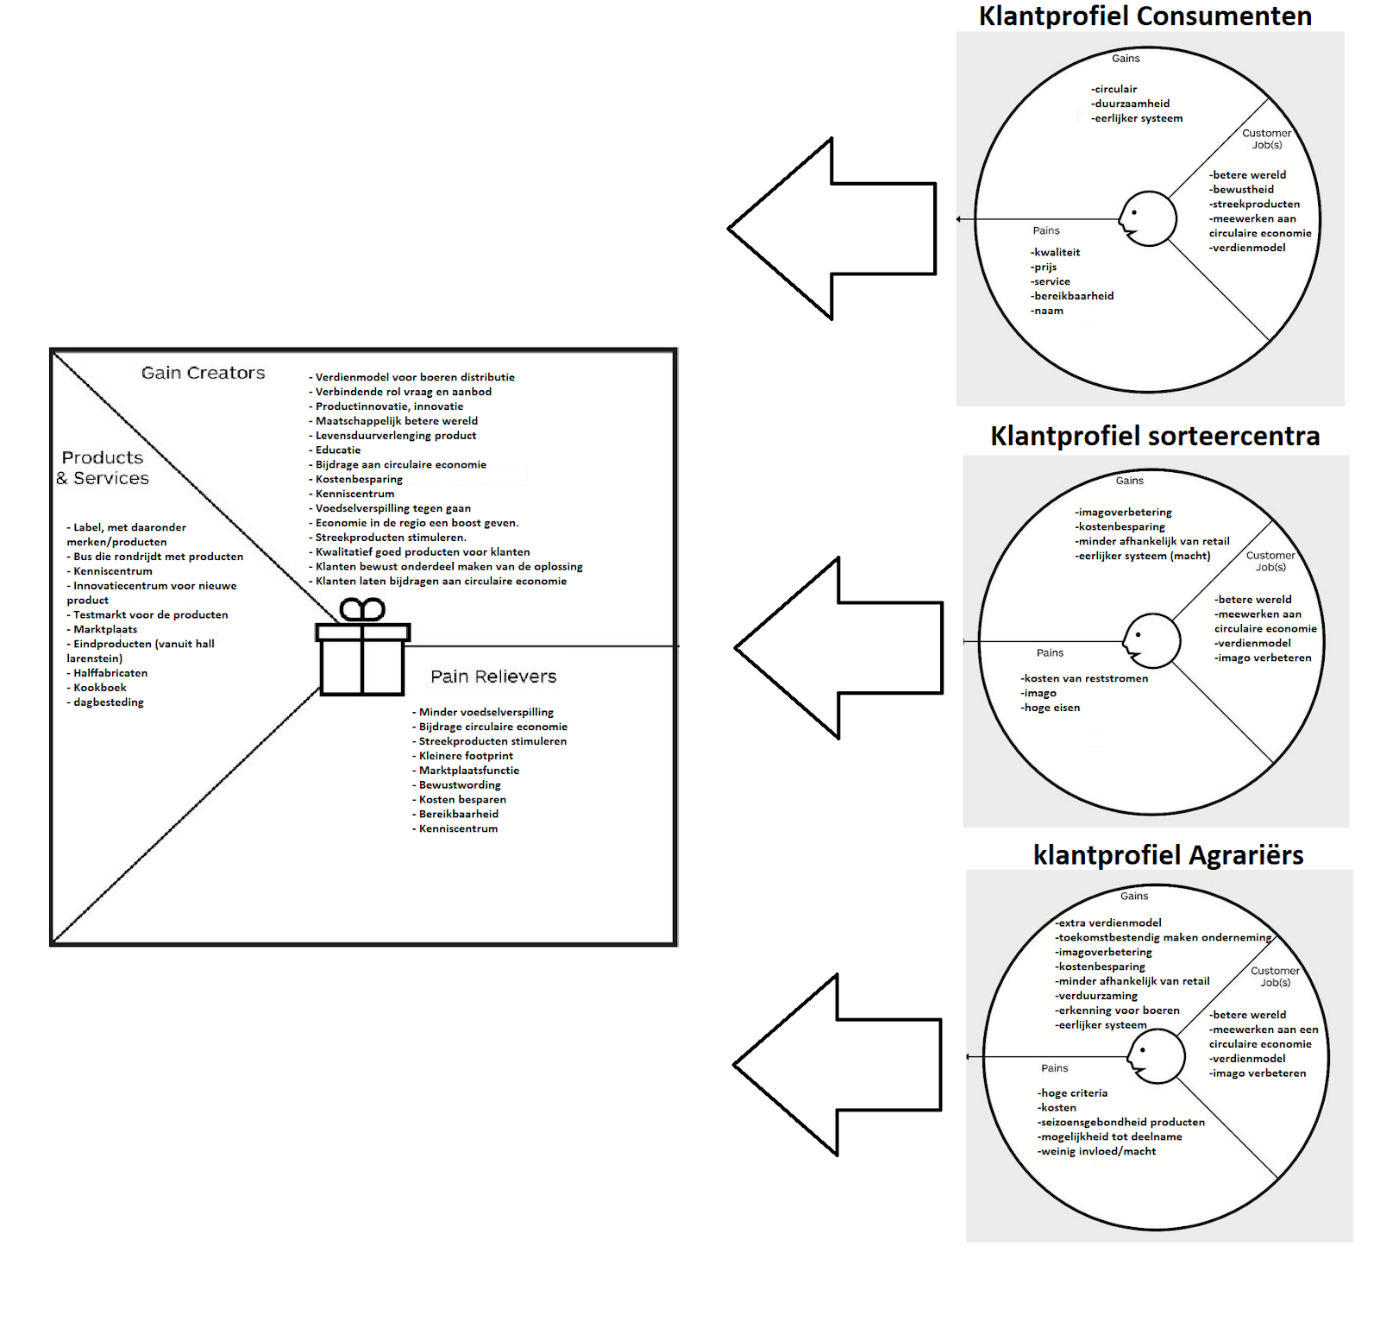 Klantprofiel Consumenten
Gains
-circulair
-duurzaamheid
-eerlijker systeem
Customer
Job(s)
-betere wereld
-bewustheid
-streekproducten
-meewerken aan
circulaire economie
-verdienmodel
Pains
-kwaliteit
-prijs
-service
-bereikbaarheid
-naam
Gain Creators
- Verdienmodel voor boeren distributie
- Verbindende rol vraag en aanbod
- Productinnovatie, innovatie
- Maatschappelijk betere wereld
- Levensduurverlenging product
- Educatie
- Bijdrage aan circulaire economie
- Kostenbesparing
- Kenniscentrum
- Voedselverspilling tegen gaan
- Economie in de regio een boost geven.
- Streekproducten stimuleren.
- Kwalitatief goed producten voor klanten
- Klanten bewust onderdeel maken van de oplossing
- Klanten laten bijdragen aan circulaire economie
Products
& Services
- Label, met daaronder
merken/producten
- Bus die rondrijdt met producten
- Kenniscentrum
- Innovatiecentrum voor nieuwe
product
- Testmarkt voor de producten
- Marktplaats
- Eindproducten (vanuit hall
larenstein)
- Halffabricaten
- Kookboek
- dagbesteding
Pain Relievers
- Minder voedselverspilling
- Bijdrage circulaire economie
- Streekproducten stimuleren
- Kleinere footprint
- Marktplaatsfunctie
- Bewustwording
- Kosten besparen
- Bereikbaarheid
- Kenniscentrum
Klantprofiel sorteercentra
Gains
-imagoverbetering
-kostenbesparing
-minder afhankelijk van retail
-eerlijker systeem (macht)
Customer
Job(s)
-betere wereld
-meewerken aan
circulaire economie
-verdienmodel
-imago verbeteren
Pains
-kosten van reststromen
-imago
-hoge eisen
klantprofiel Agrariërs
Gains
-extra verdienmodel
-toekomstbestendig maken onderneming
-imagoverbetering
-kostenbesparing
-minder afhankelijk van retail
-verduurzaming
-erkenning voor boeren
-eerlijker systeem
Customer
Job(s)
-betere wereld
-meewerken aan een
circulaire economie
-verdienmodel
-imago verbeteren
Pains
-hoge criteria
-kosten
-seizoensgebondheid producten
-mogelijkheid tot deelname
-weinig invloed/macht